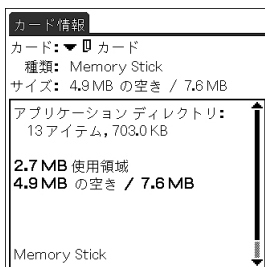 カード情報
カード: カード
種類: Memory Stick
サイズ: 4.9 MB の空き / 7.6 MB
アプリケーション ディレクトリ:
13 アイテム, 703.0 KB
2.7 MB 使用領域
4.9 MB の空き / 7.6 MB
Memory Stick